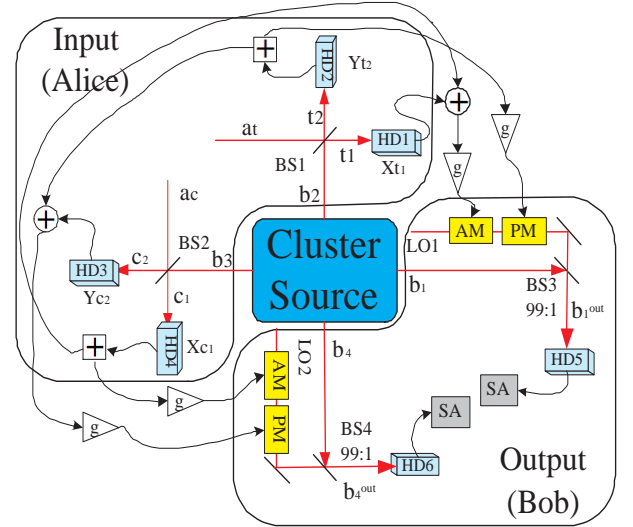 Input
(Alice)
HD2
Yt2
at
t2
t1
HD1
BS1
Xt1
g
g
b2
ac
BS2
c2
HD3
Yc2
b3
c1
HD4
Xc1
Cluster
Source
LO1
AM
PM
b1
BS3
99:1
b1out
HD5
SA
SA
LO2
b4
AM
PM
g
g
BS4
99:1
HD6
b4out
Output
(Bob)